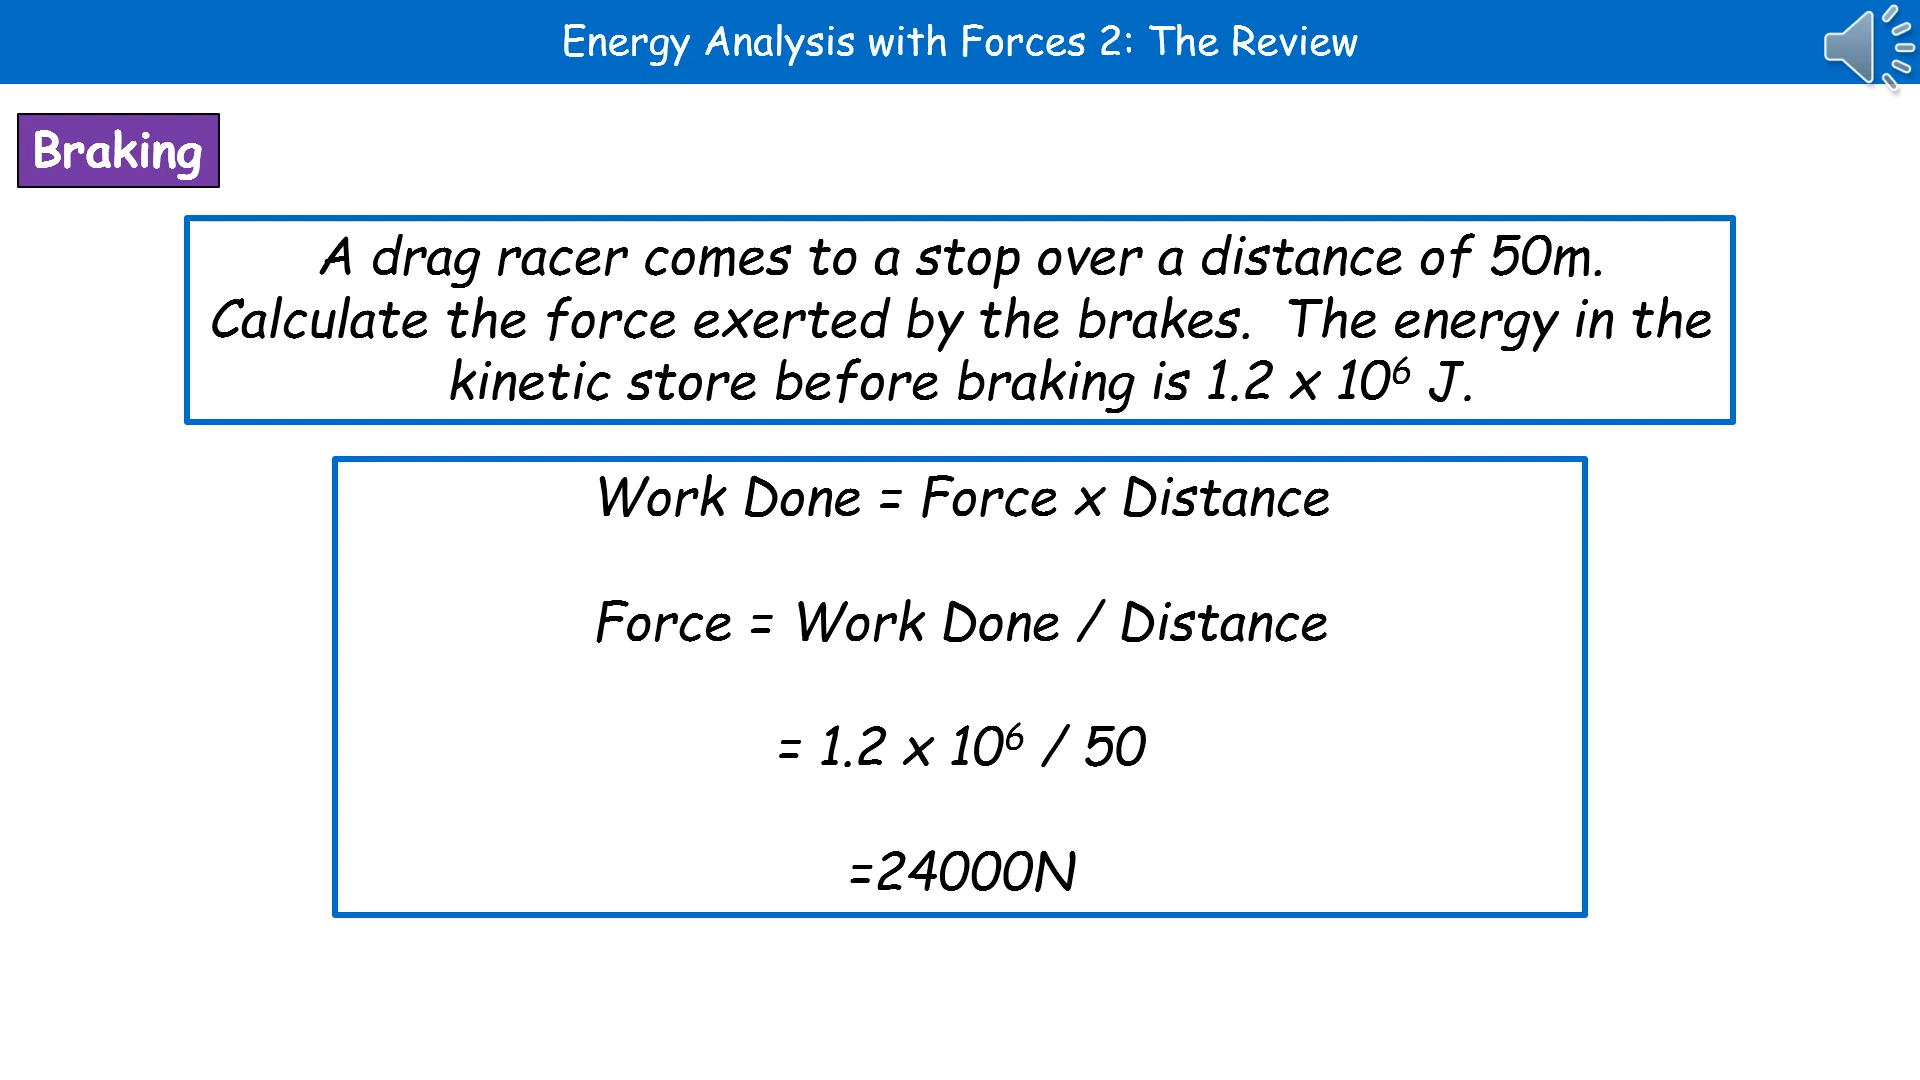 Energy Analysis with Forces 2: The Review
Braking
A drag racer comes to a stop over a distance of 50m.
Calculate the force exerted by the brakes.  The energy in the
kinetic store before braking is 1.2 x 10⁶ J.
Work Done = Force x Distance
Force = Work Done / Distance
= 1.2 x 10⁶ / 50
=24000N